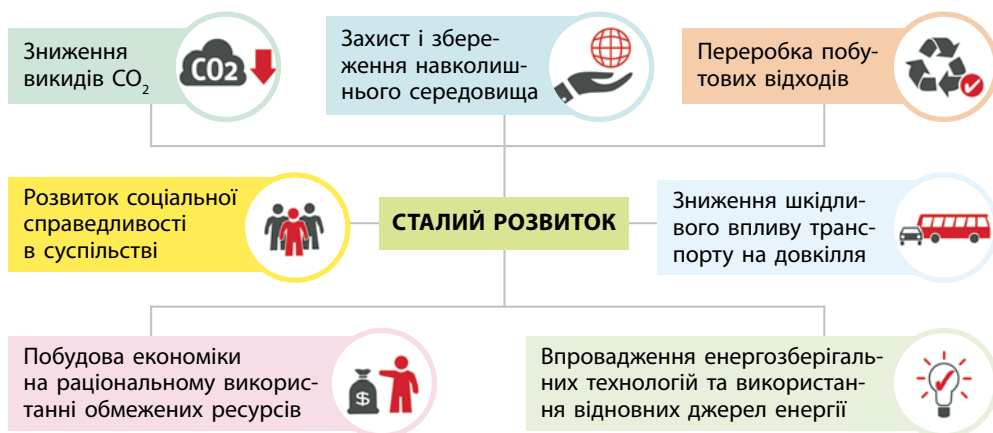 Зниження
викидів CO₂
CO2
Захист і збере-
ження навколиш-
нього середовища
Переробка побу-
тових відходів
Розвиток соціальної
справедливості
в суспільстві
СТАЛИЙ РОЗВИТОК
Зниження шкідли-
вого впливу транс-
порту на довкілля
Побудова економіки
на раціональному викорис-
танні обмежених ресурсів
$
Впровадження енергозберігаль-
них технологій та використан-
ня відновних джерел енергії